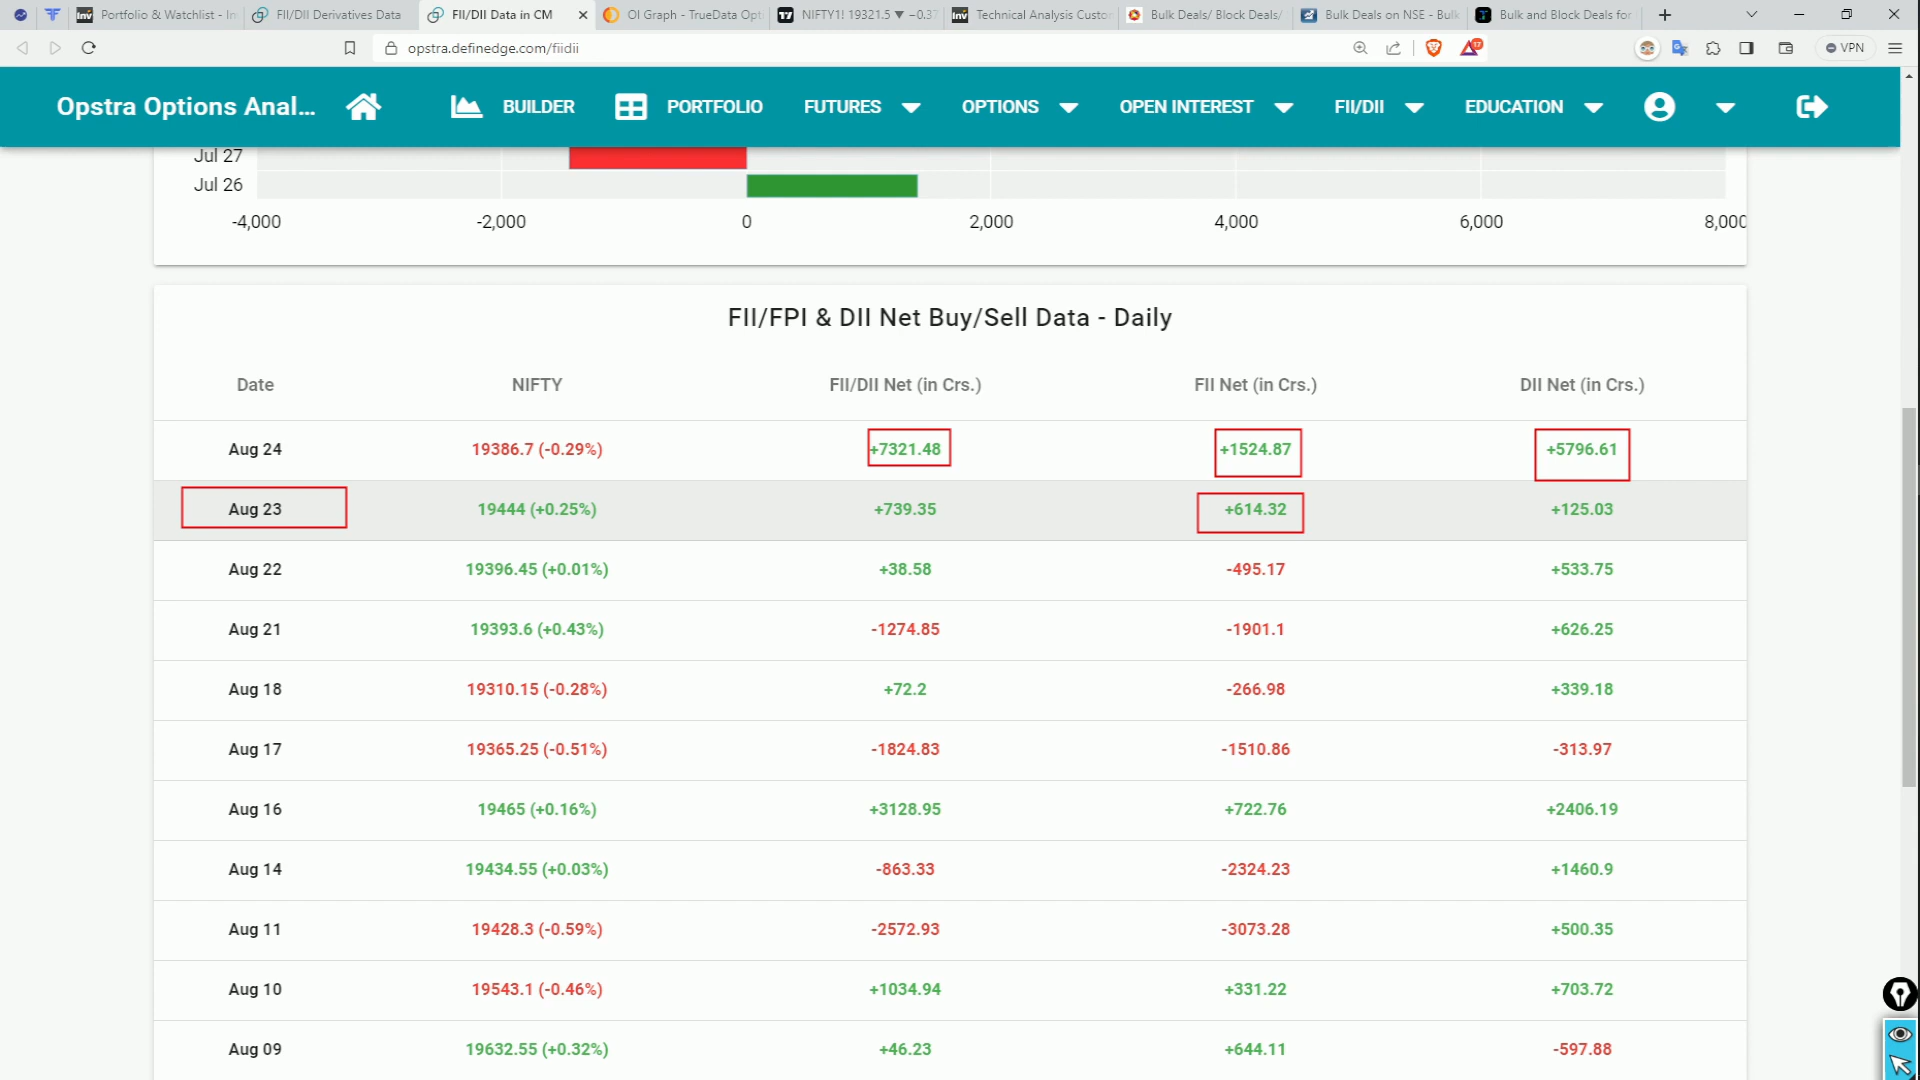 Portfolio & Watchlist - In
FII/DII Derivatives Data
FII/DII Data in CM
OI Graph - TrueData Opt
NIFTY1! 19321.5 ▼ −0.37
Technical Analysis Custo
Bulk Deals/ Block Deals/
Bulk Deals on NSE - Bulk
Bulk and Block Deals for
opstra.definedge.com/fiidii
17
VPN
Opstra Options Anal...
BUILDER
PORTFOLIO
FUTURES
OPTIONS
OPEN INTEREST
FII/DII
EDUCATION
Jul 27
Jul 26
-4,000 -2,000 0 2,000 4,000 6,000 8,000
FII/FPI & DII Net Buy/Sell Data - Daily
Date NIFTY FII/DII Net (in Crs.) FII Net (in Crs.) DII Net (in Crs.)
Aug 24 19386.7 (-0.29%) +7321.48 +1524.87 +5796.61
Aug 23 19444 (+0.25%) +739.35 +614.32 +125.03
Aug 22 19396.45 (+0.01%) +38.58 -495.17 +533.75
Aug 21 19393.6 (+0.43%) -1274.85 -1901.1 +626.25
Aug 18 19310.15 (-0.28%) +72.2 -266.98 +339.18
Aug 17 19365.25 (-0.51%) -1824.83 -1510.86 -313.97
Aug 16 19465 (+0.16%) +3128.95 +722.76 +2406.19
Aug 14 19434.55 (+0.03%) -863.33 -2324.23 +1460.9
Aug 11 19428.3 (-0.59%) -2572.93 -3073.28 +500.35
Aug 10 19543.1 (-0.46%) +1034.94 +331.22 +703.72
Aug 09 19632.55 (+0.32%) +46.23 +644.11 -597.88